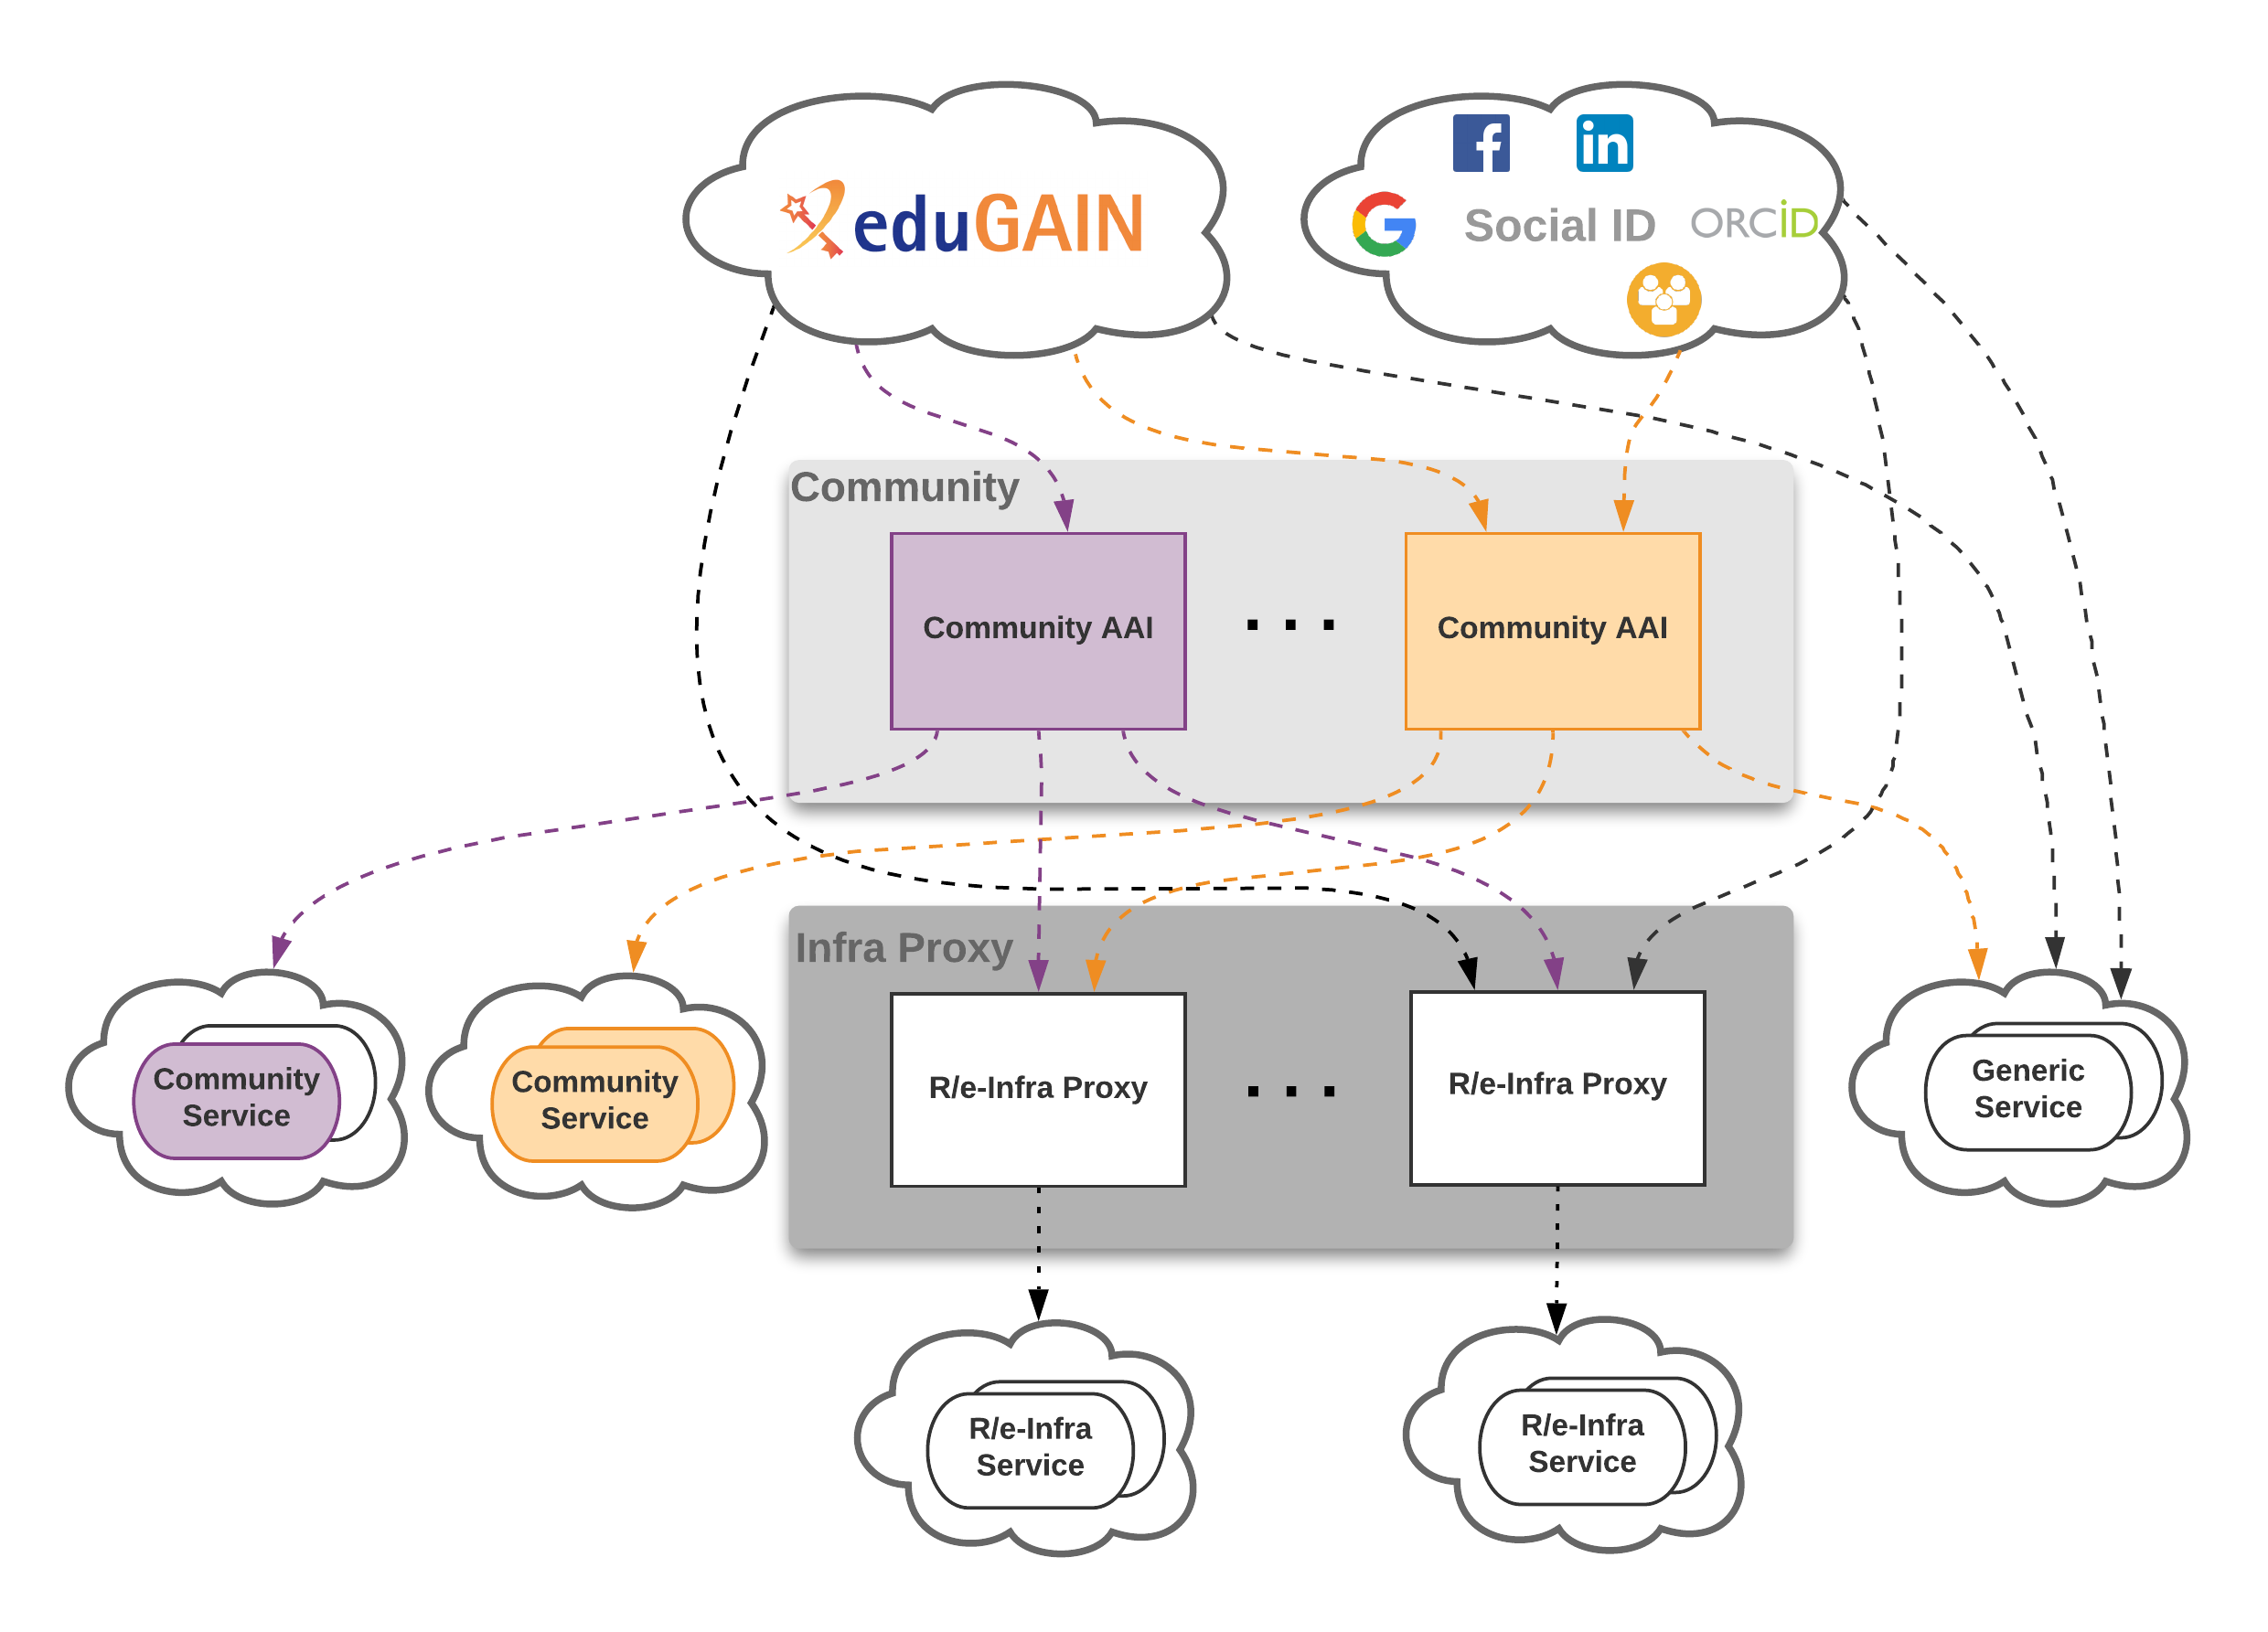 eduGAIN
f
in
G
Social ID
ORCiD
Community
Community AAI
. . .
Community AAI
Infra Proxy
R/e-Infra Proxy
. . .
R/e-Infra Proxy
Community
Service
Community
Service
Generic
Service
R/e-Infra
Service
R/e-Infra
Service